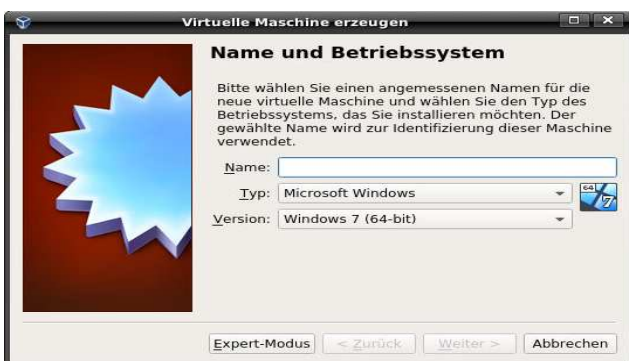 Virtuelle Maschine erzeugen
Name und Betriebssystem
Bitte wählen Sie einen angemessenen Namen für die
neue virtuelle Maschine und wählen Sie den Typ des
Betriebssystems, das Sie installieren möchten. Der
gewählte Name wird zur Identifizierung dieser Maschine
verwendet.
Name:
Typ: Microsoft Windows
64
7
Version: Windows 7 (64-bit)
Expert-Modus < Zurück Weiter > Abbrechen